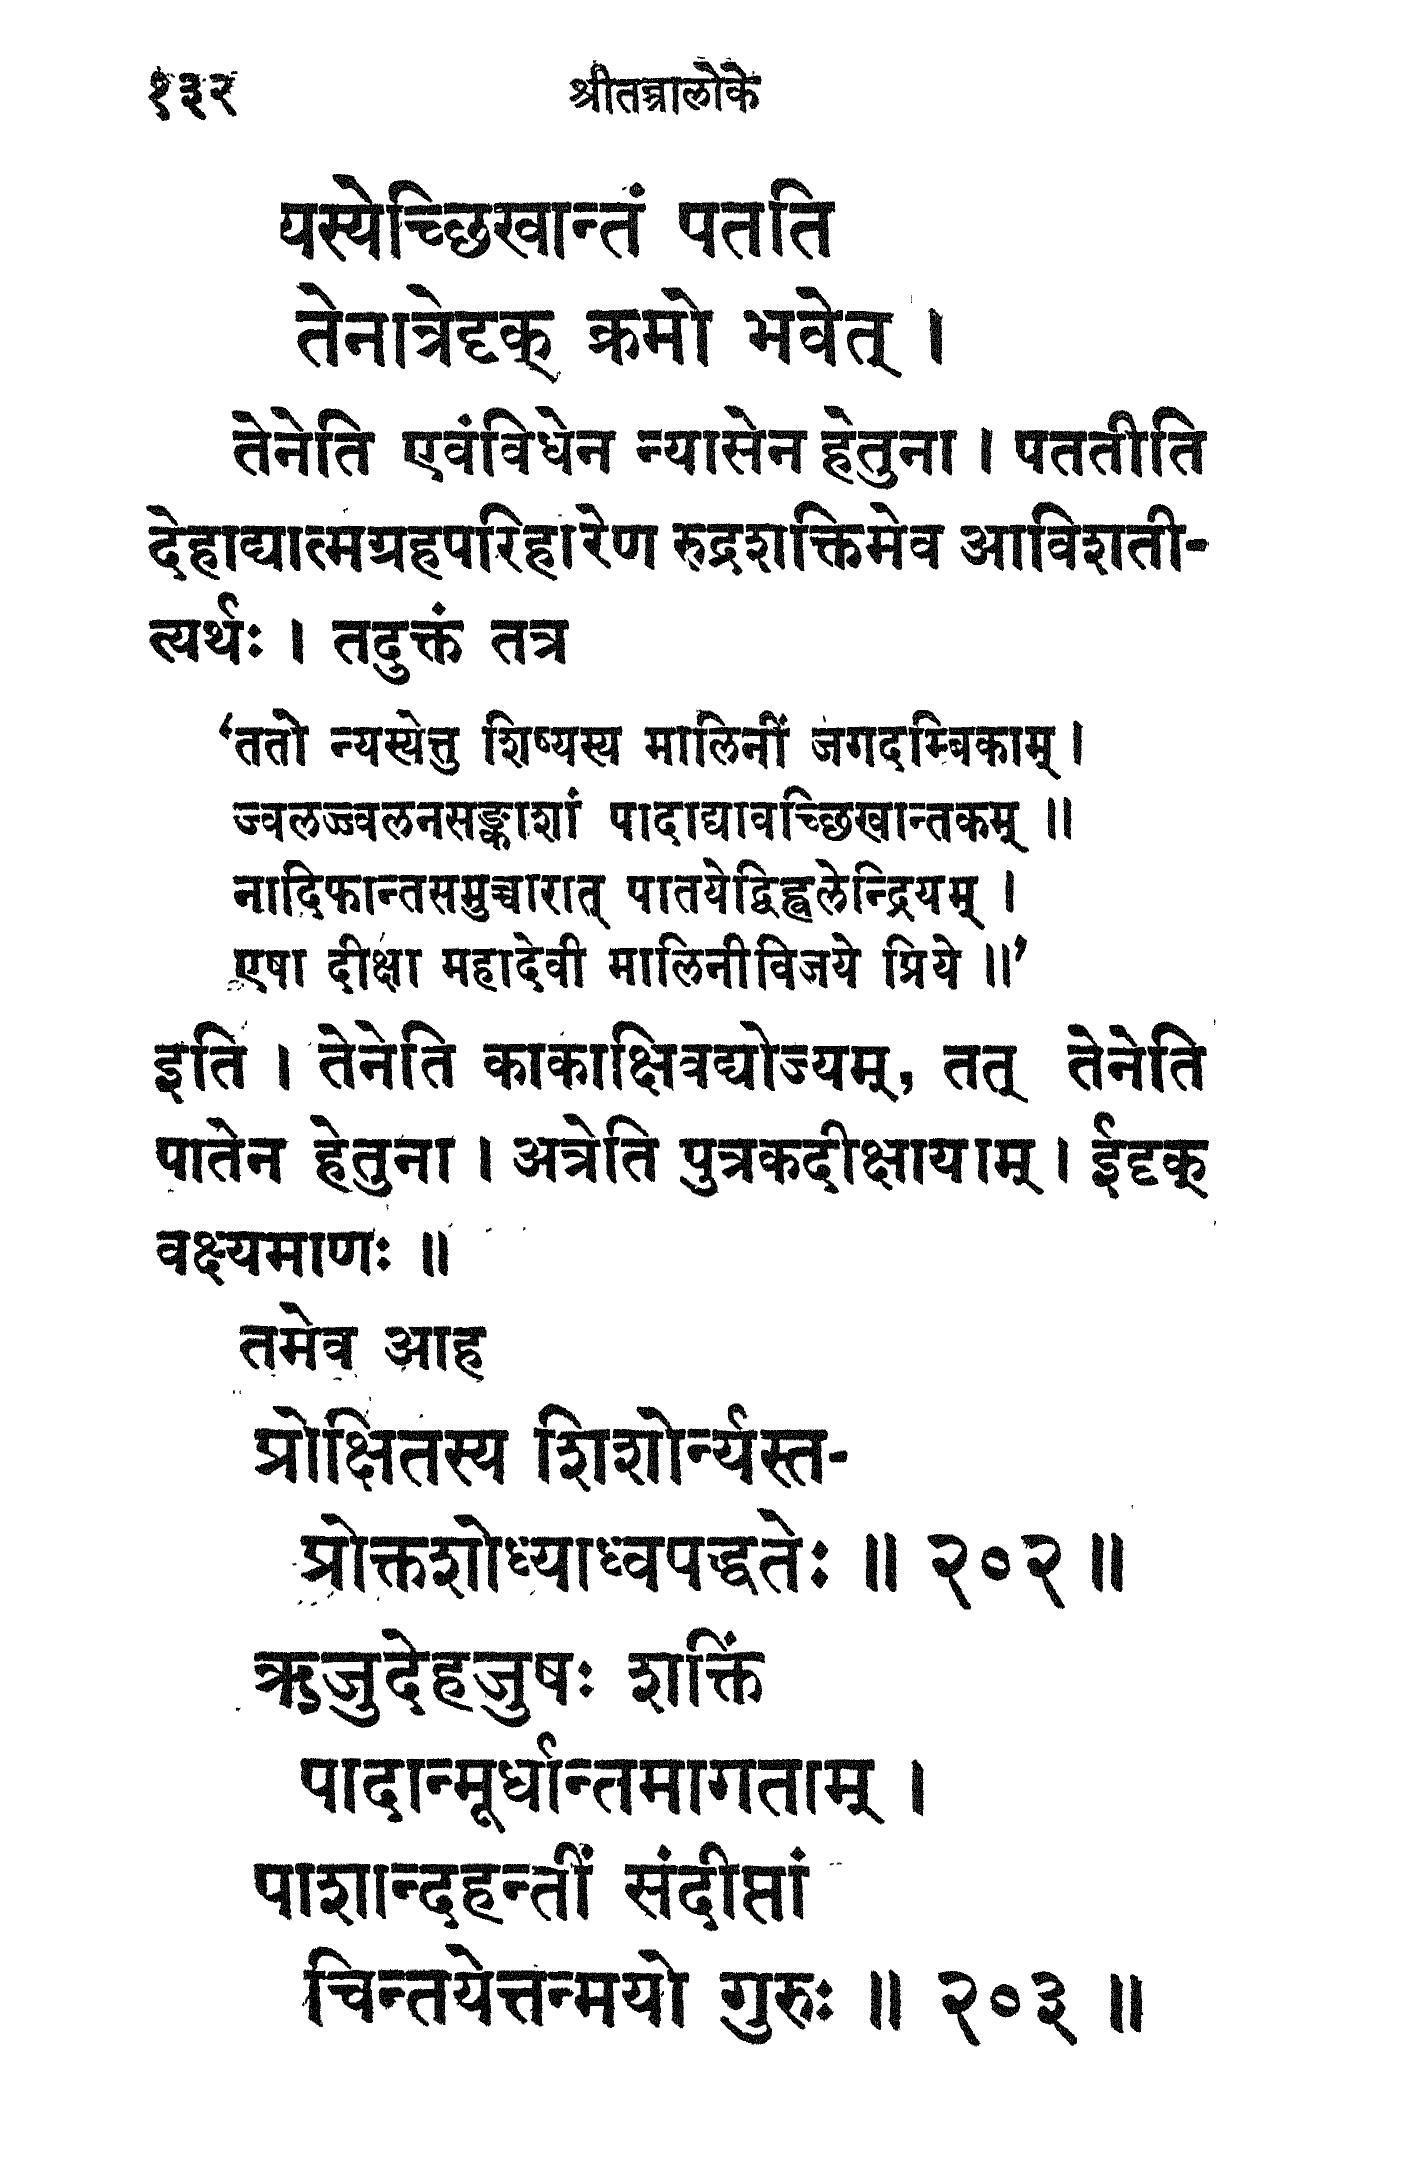 १३२ श्रीतन्त्रालोके
यस्येच्छिखान्तं पतति
तेनात्रेदृक् क्रमो भवेत् ।
तेनेति एवंविधेन न्यासेन हेतुना । पततीति
देहाद्यात्मग्रहपरिहारेण रुद्रशक्तिमेव आविशती-
त्यर्थः । तदुक्तं तत्र
‘ततो न्यस्येत्तु शिष्यस्य मालिनीं जगदम्बिकाम् ।
ज्वलज्ज्वलनसङ्काशां पादाद्यावच्छिखान्तकम् ॥
नादिफान्तसमुच्चारात् पातयेद्विह्वलेन्द्रियम् ।
एषा दीक्षा महादेवी मालिनीविजये प्रिये ॥’
इति । तेनेति काकाक्षित्रद्योज्यम्, तत् तेनेति
पातेन हेतुना । अत्रेति पुत्रकदीक्षायाम् । ईदृक्
वक्ष्यमाणः ॥
तमेव आह
प्रोक्षितस्य शिशोर्न्यस्त-
प्रोक्तशोध्याध्वपद्धतेः ॥ २०२ ॥
ऋजुदेहजुषः शक्तिं
पादान्मूर्धान्तमागताम् ।
पाशान्दहन्तीं संदीप्तां
चिन्तयेत्तन्मयो गुरुः ॥ २०३ ॥